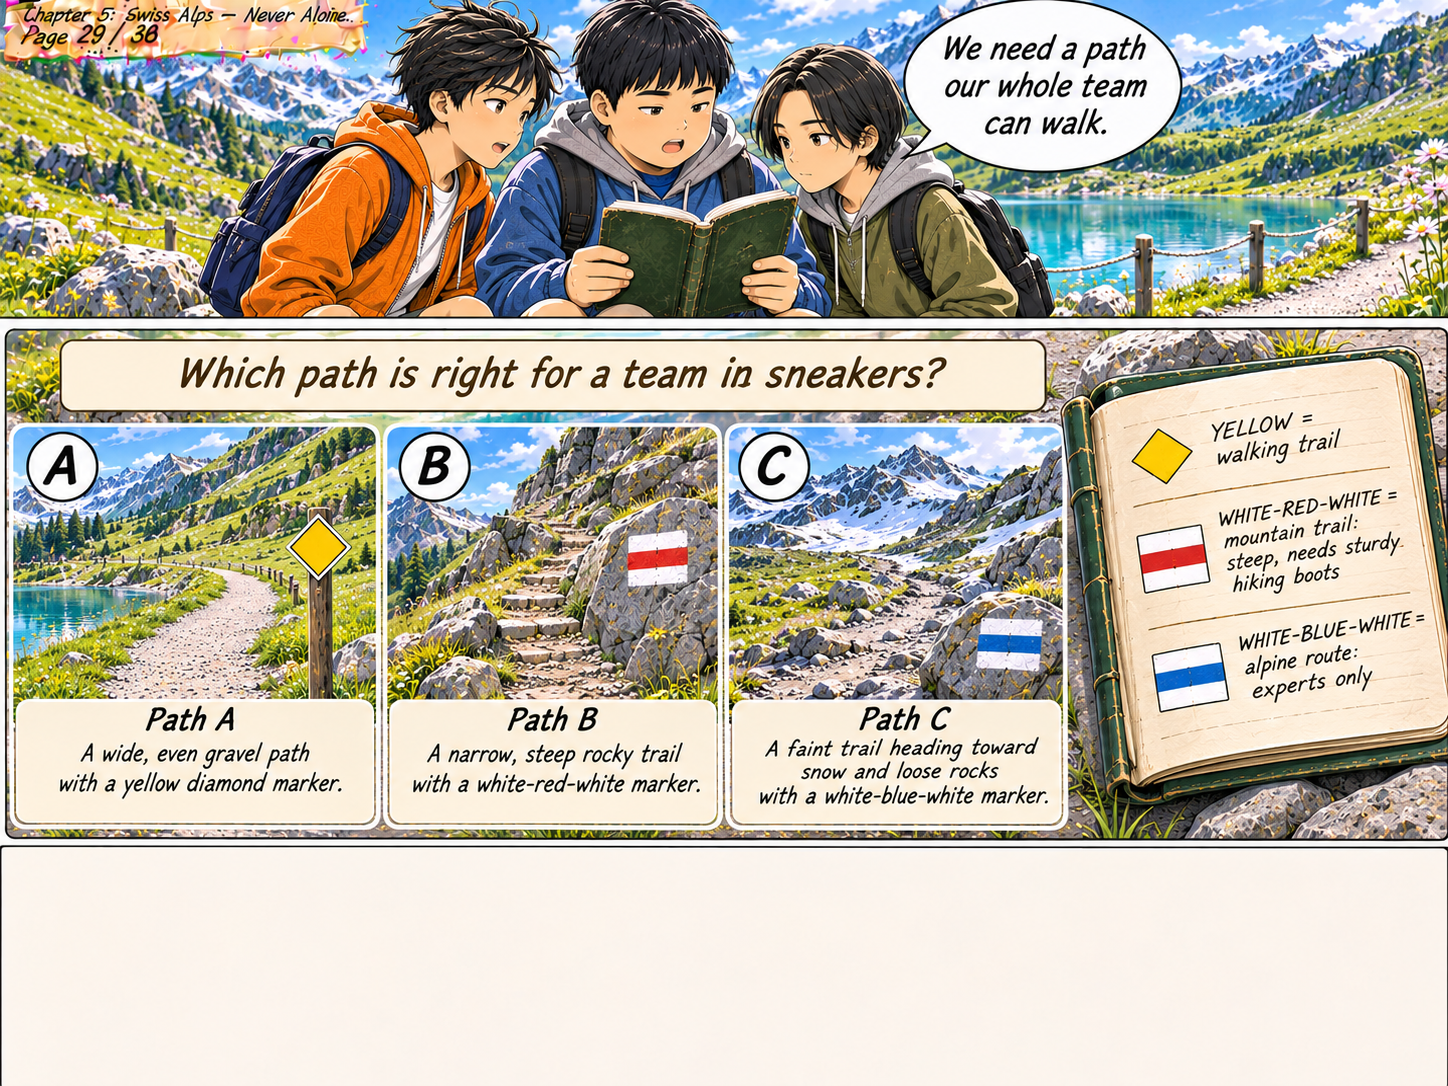 Chapter 5: Swiss Alps — Never Aloine..
Page 29 / 36
We need a path
our whole team
can walk.
Which path is right for a team in sneakers?
A
B
C
Path A
A wide, even gravel path
with a yellow diamond marker.
Path B
A narrow, steep rocky trail
with a white-red-white marker.
Path C
A faint trail heading toward
snow and loose rocks
with a white-blue-white marker.
YELLOW =
walking trail
WHITE-RED-WHITE =
mountain trail:
steep, needs sturdy
hiking boots
WHITE-BLUE-WHITE =
alpine route:
experts only